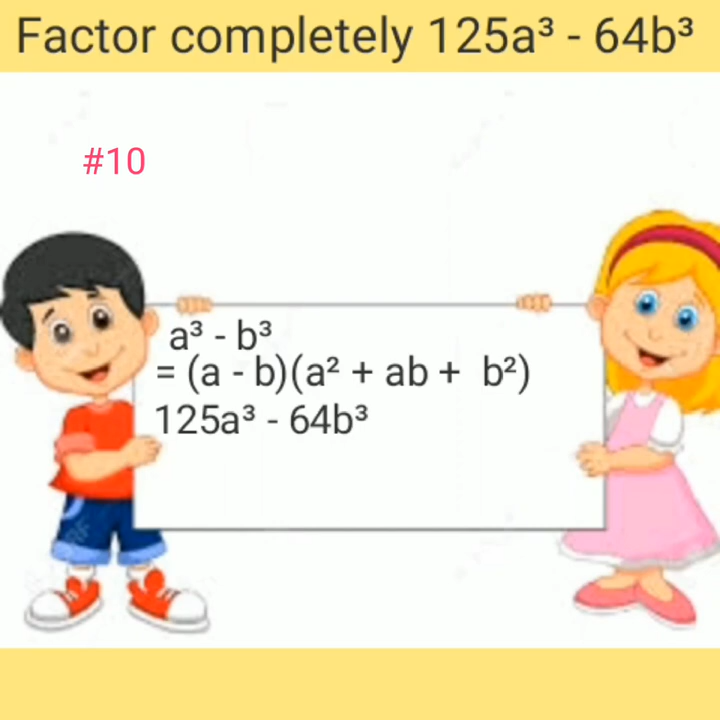 Factor completely 125a³ - 64b³
#10
a³ - b³
= (a - b)(a² + ab + b²)
125a³ - 64b³